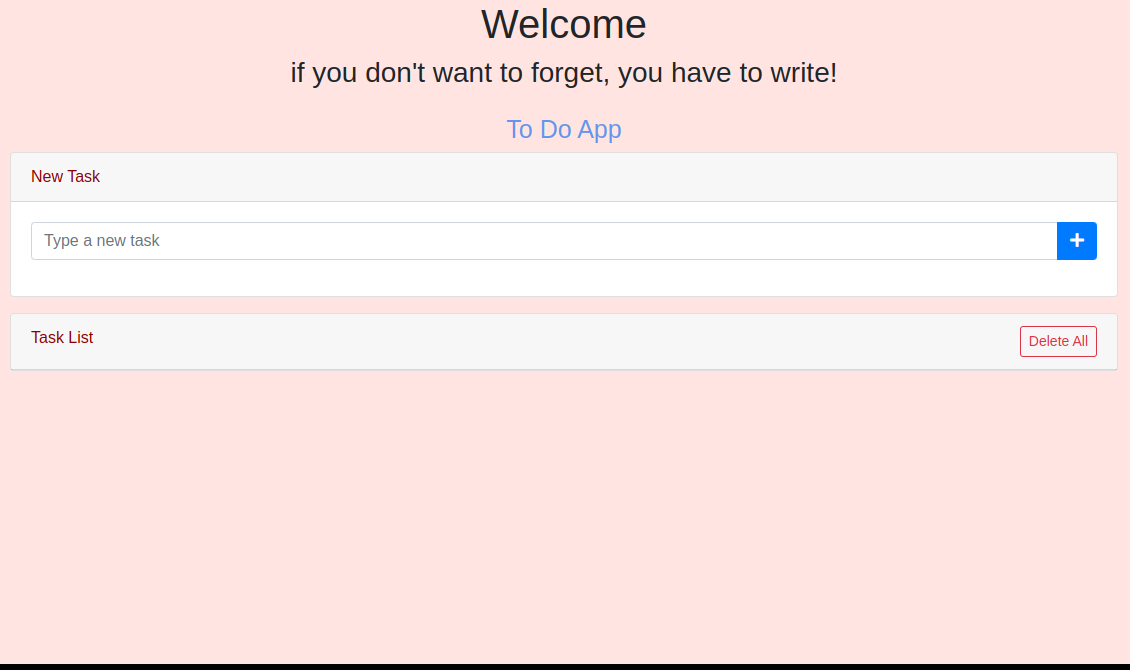 Welcome
if you don't want to forget, you have to write!
To Do App
New Task
Type a new task
Task List
Delete All